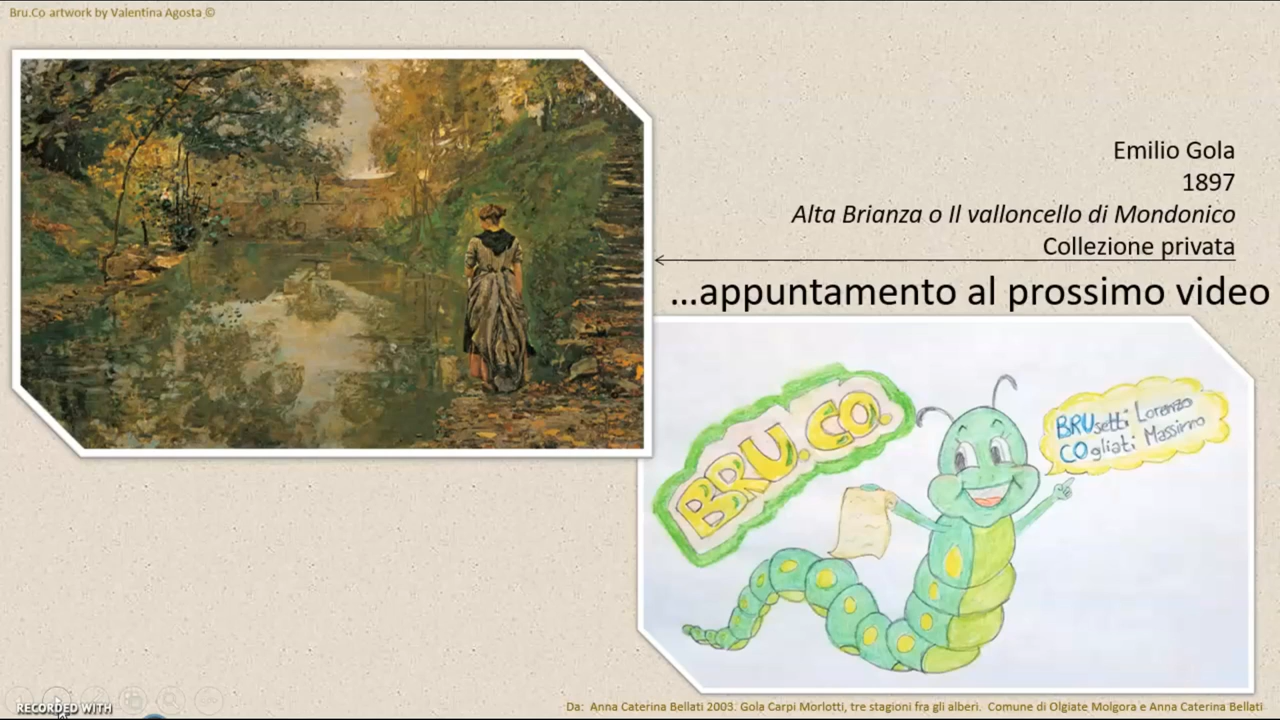 Bru.Co artwork by Valentina Agosta ©
Emilio Gola
1897
Alta Brianza o Il valloncello di Mondonico
Collezione privata
...appuntamento al prossimo video
BRU.CO.
BRUsetti Lorenzo
COgliati Massimo
RECORDED WITH
Da: Anna Caterina Bellati 2003. Gola Carpi Morlotti, tre stagioni fra gli alberi. Comune di Olgiate Molgora e Anna Caterina Bellati